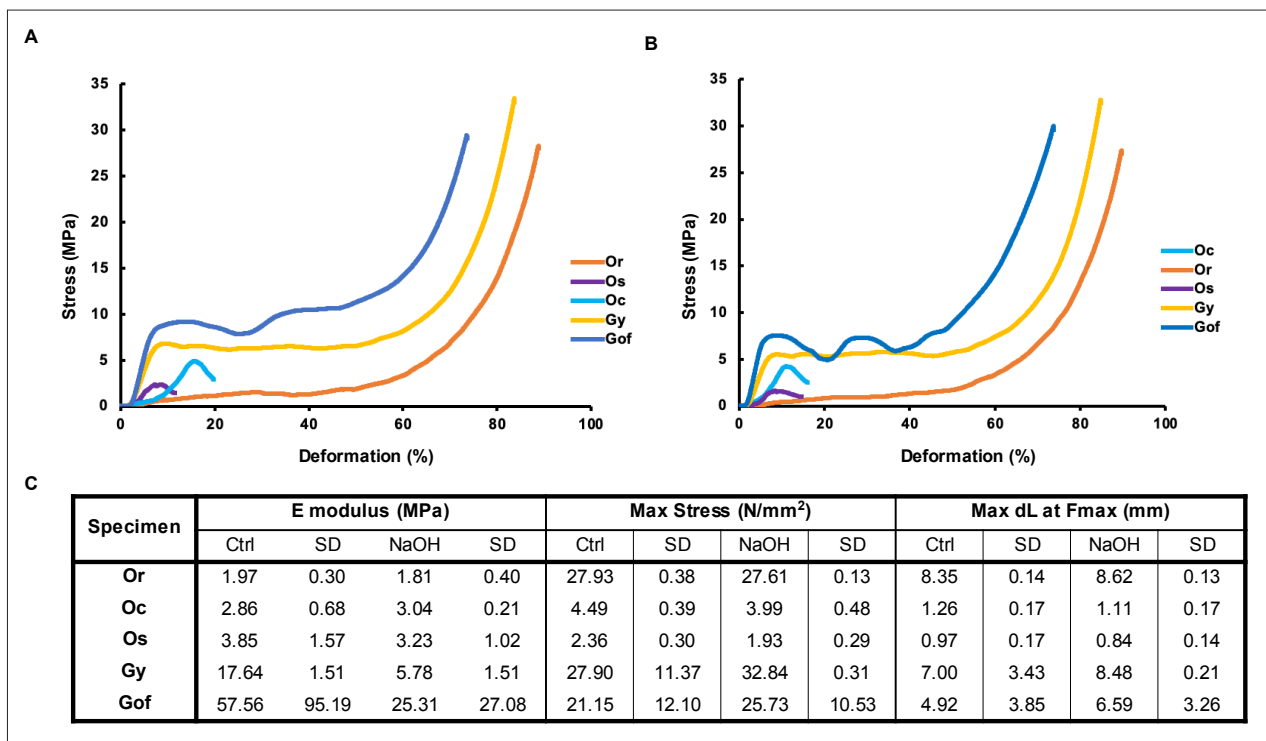 A
B
35
30
25
20
15
10
5
0
Stress (MPa)
0 20 40 60 80 100
Deformation (%)
Or
Os
Oc
Gy
Gof
35
30
25
20
15
10
5
0
Stress (MPa)
0 20 40 60 80 100
Deformation (%)
Oc
Or
Os
Gy
Gof
C
Specimen E modulus (MPa) Max Stress (N/mm²) Max dL at Fmax (mm)
Ctrl SD NaOH SD Ctrl SD NaOH SD Ctrl SD NaOH SD
Or 1.97 0.30 1.81 0.40 27.93 0.38 27.61 0.13 8.35 0.14 8.62 0.13
Oc 2.86 0.68 3.04 0.21 4.49 0.39 3.99 0.48 1.26 0.17 1.11 0.17
Os 3.85 1.57 3.23 1.02 2.36 0.30 1.93 0.29 0.97 0.17 0.84 0.14
Gy 17.64 1.51 5.78 1.51 27.90 11.37 32.84 0.31 7.00 3.43 8.48 0.21
Gof 57.56 95.19 25.31 27.08 21.15 12.10 25.73 10.53 4.92 3.85 6.59 3.26